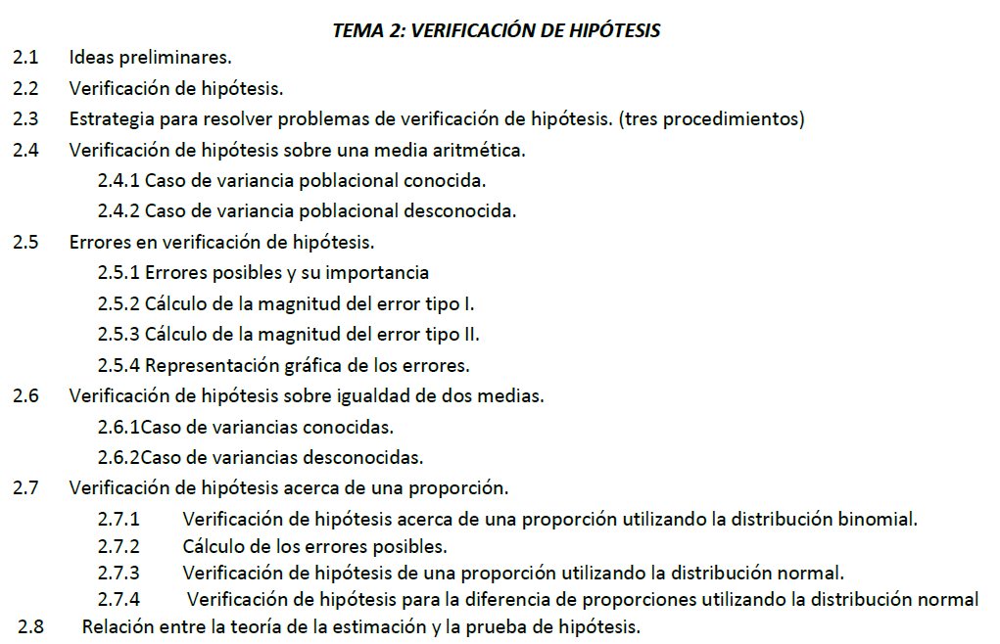 TEMA 2: VERIFICACIÓN DE HIPÓTESIS
2.1 Ideas preliminares.
2.2 Verificación de hipótesis.
2.3 Estrategia para resolver problemas de verificación de hipótesis. (tres procedimientos)
2.4 Verificación de hipótesis sobre una media aritmética.
2.4.1 Caso de variancia poblacional conocida.
2.4.2 Caso de variancia poblacional desconocida.
2.5 Errores en verificación de hipótesis.
2.5.1 Errores posibles y su importancia
2.5.2 Cálculo de la magnitud del error tipo I.
2.5.3 Cálculo de la magnitud del error tipo II.
2.5.4 Representación gráfica de los errores.
2.6 Verificación de hipótesis sobre igualdad de dos medias.
2.6.1Caso de variancias conocidas.
2.6.2Caso de variancias desconocidas.
2.7 Verificación de hipótesis acerca de una proporción.
2.7.1 Verificación de hipótesis acerca de una proporción utilizando la distribución binomial.
2.7.2 Cálculo de los errores posibles.
2.7.3 Verificación de hipótesis de una proporción utilizando la distribución normal.
2.7.4 Verificación de hipótesis para la diferencia de proporciones utilizando la distribución normal
2.8 Relación entre la teoría de la estimación y la prueba de hipótesis.